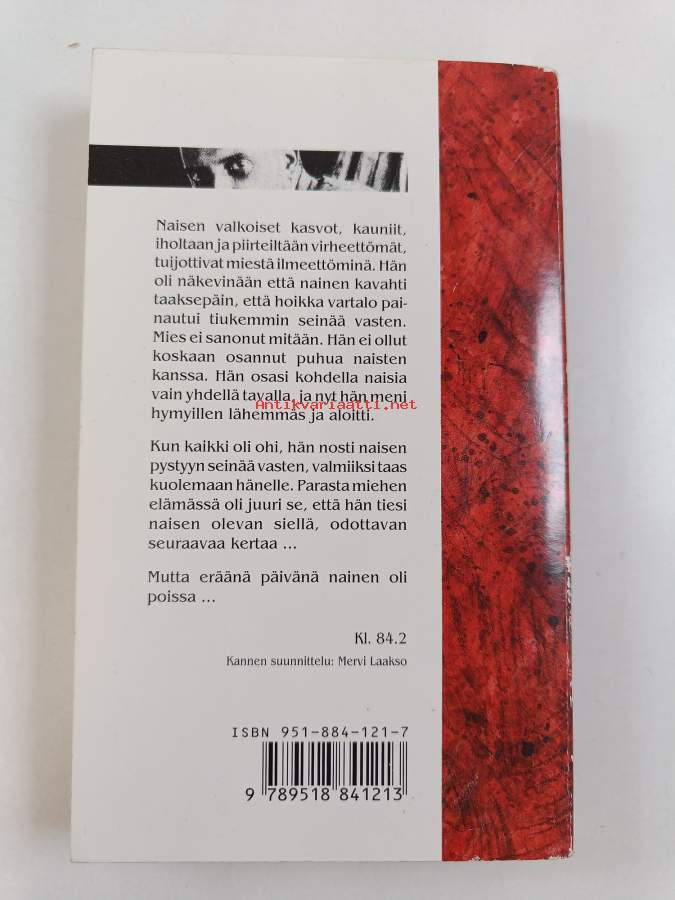 Naisen valkoiset kasvot, kauniit,
iholtaan ja piirteiltään virheettömät,
tuijottivat miestä ilmeettöminä. Hän
oli näkevinään että nainen kavahti
taaksepäin, että hoikka vartalo pai-
nautui tiukemmin seinää vasten.
Mies ei sanonut mitään. Hän ei ollut
koskaan osannut puhua naisten
kanssa. Hän osasi kohdella naisia
vain yhdellä tavalla, ja nyt hän meni
Antikvariaatti.net
hymyillen lähemmäs ja aloitti.
Kun kaikki oli ohi, hän nosti naisen
pystyyn seinää vasten, valmiiksi taas
kuolemaan hänelle. Parasta miehen
elämässä oli juuri se, että hän tiesi
naisen olevan siellä, odottavan
seuraavaa kertaa ...
Mutta eräänä päivänä nainen oli
poissa ...
Kl. 84.2
Kannen suunnittelu: Mervi Laakso
ISBN 951-884-121-7
9 789518 841213